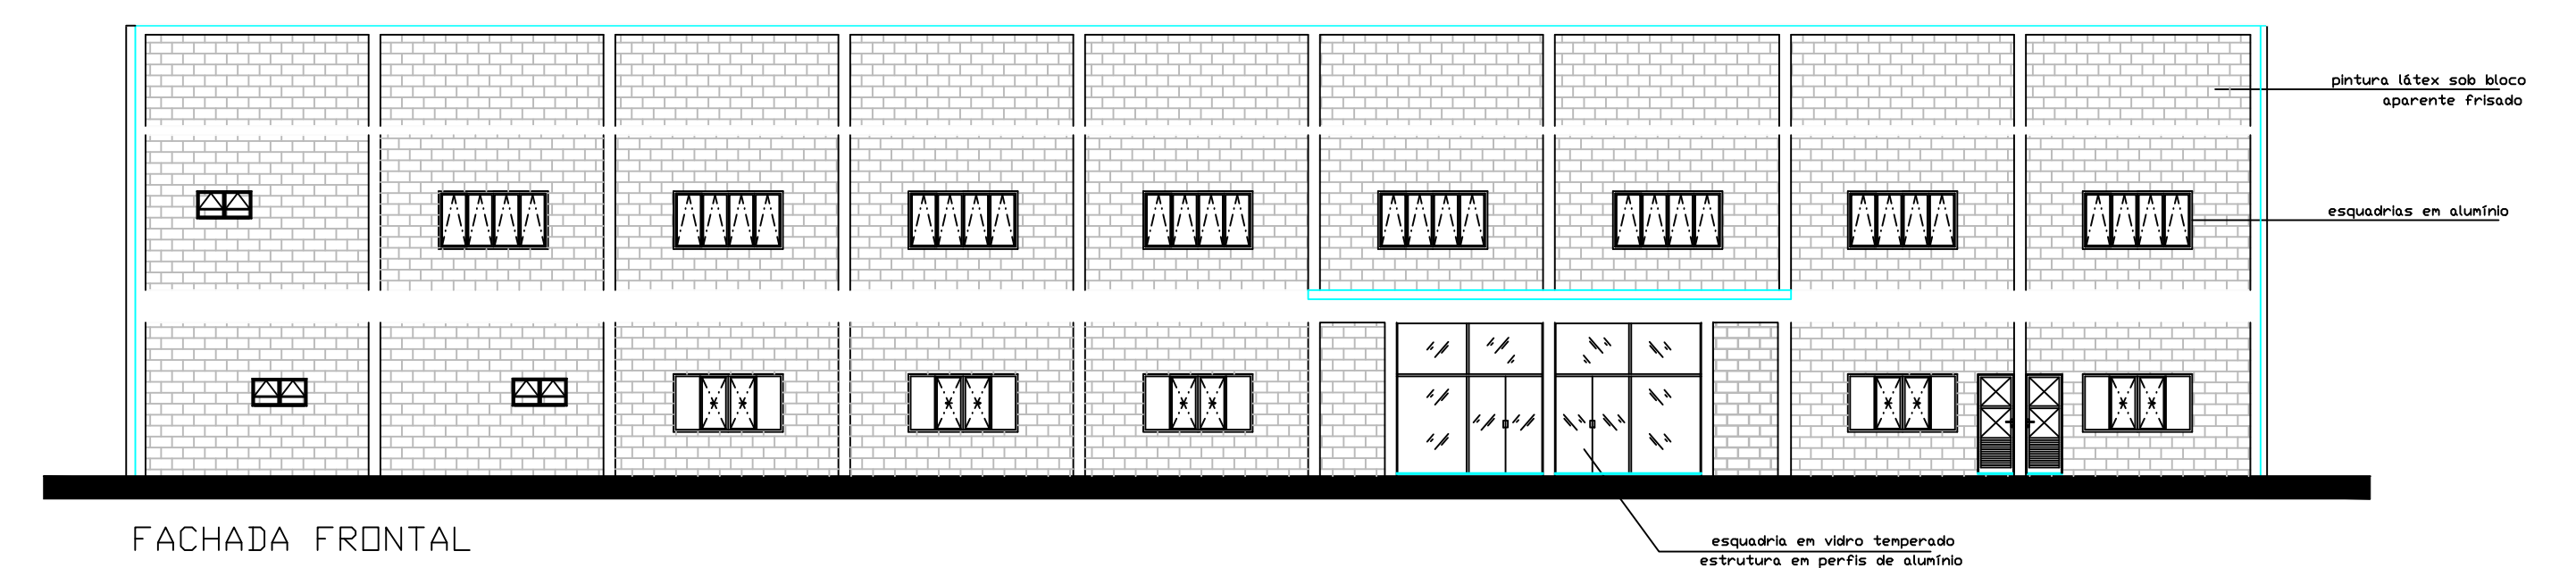 pintura látex sob bloco
aparente frisado
esquadrias em alumínio
FACHADA FRONTAL
esquadria em vidro temperado
estrutura em perfis de alumínio